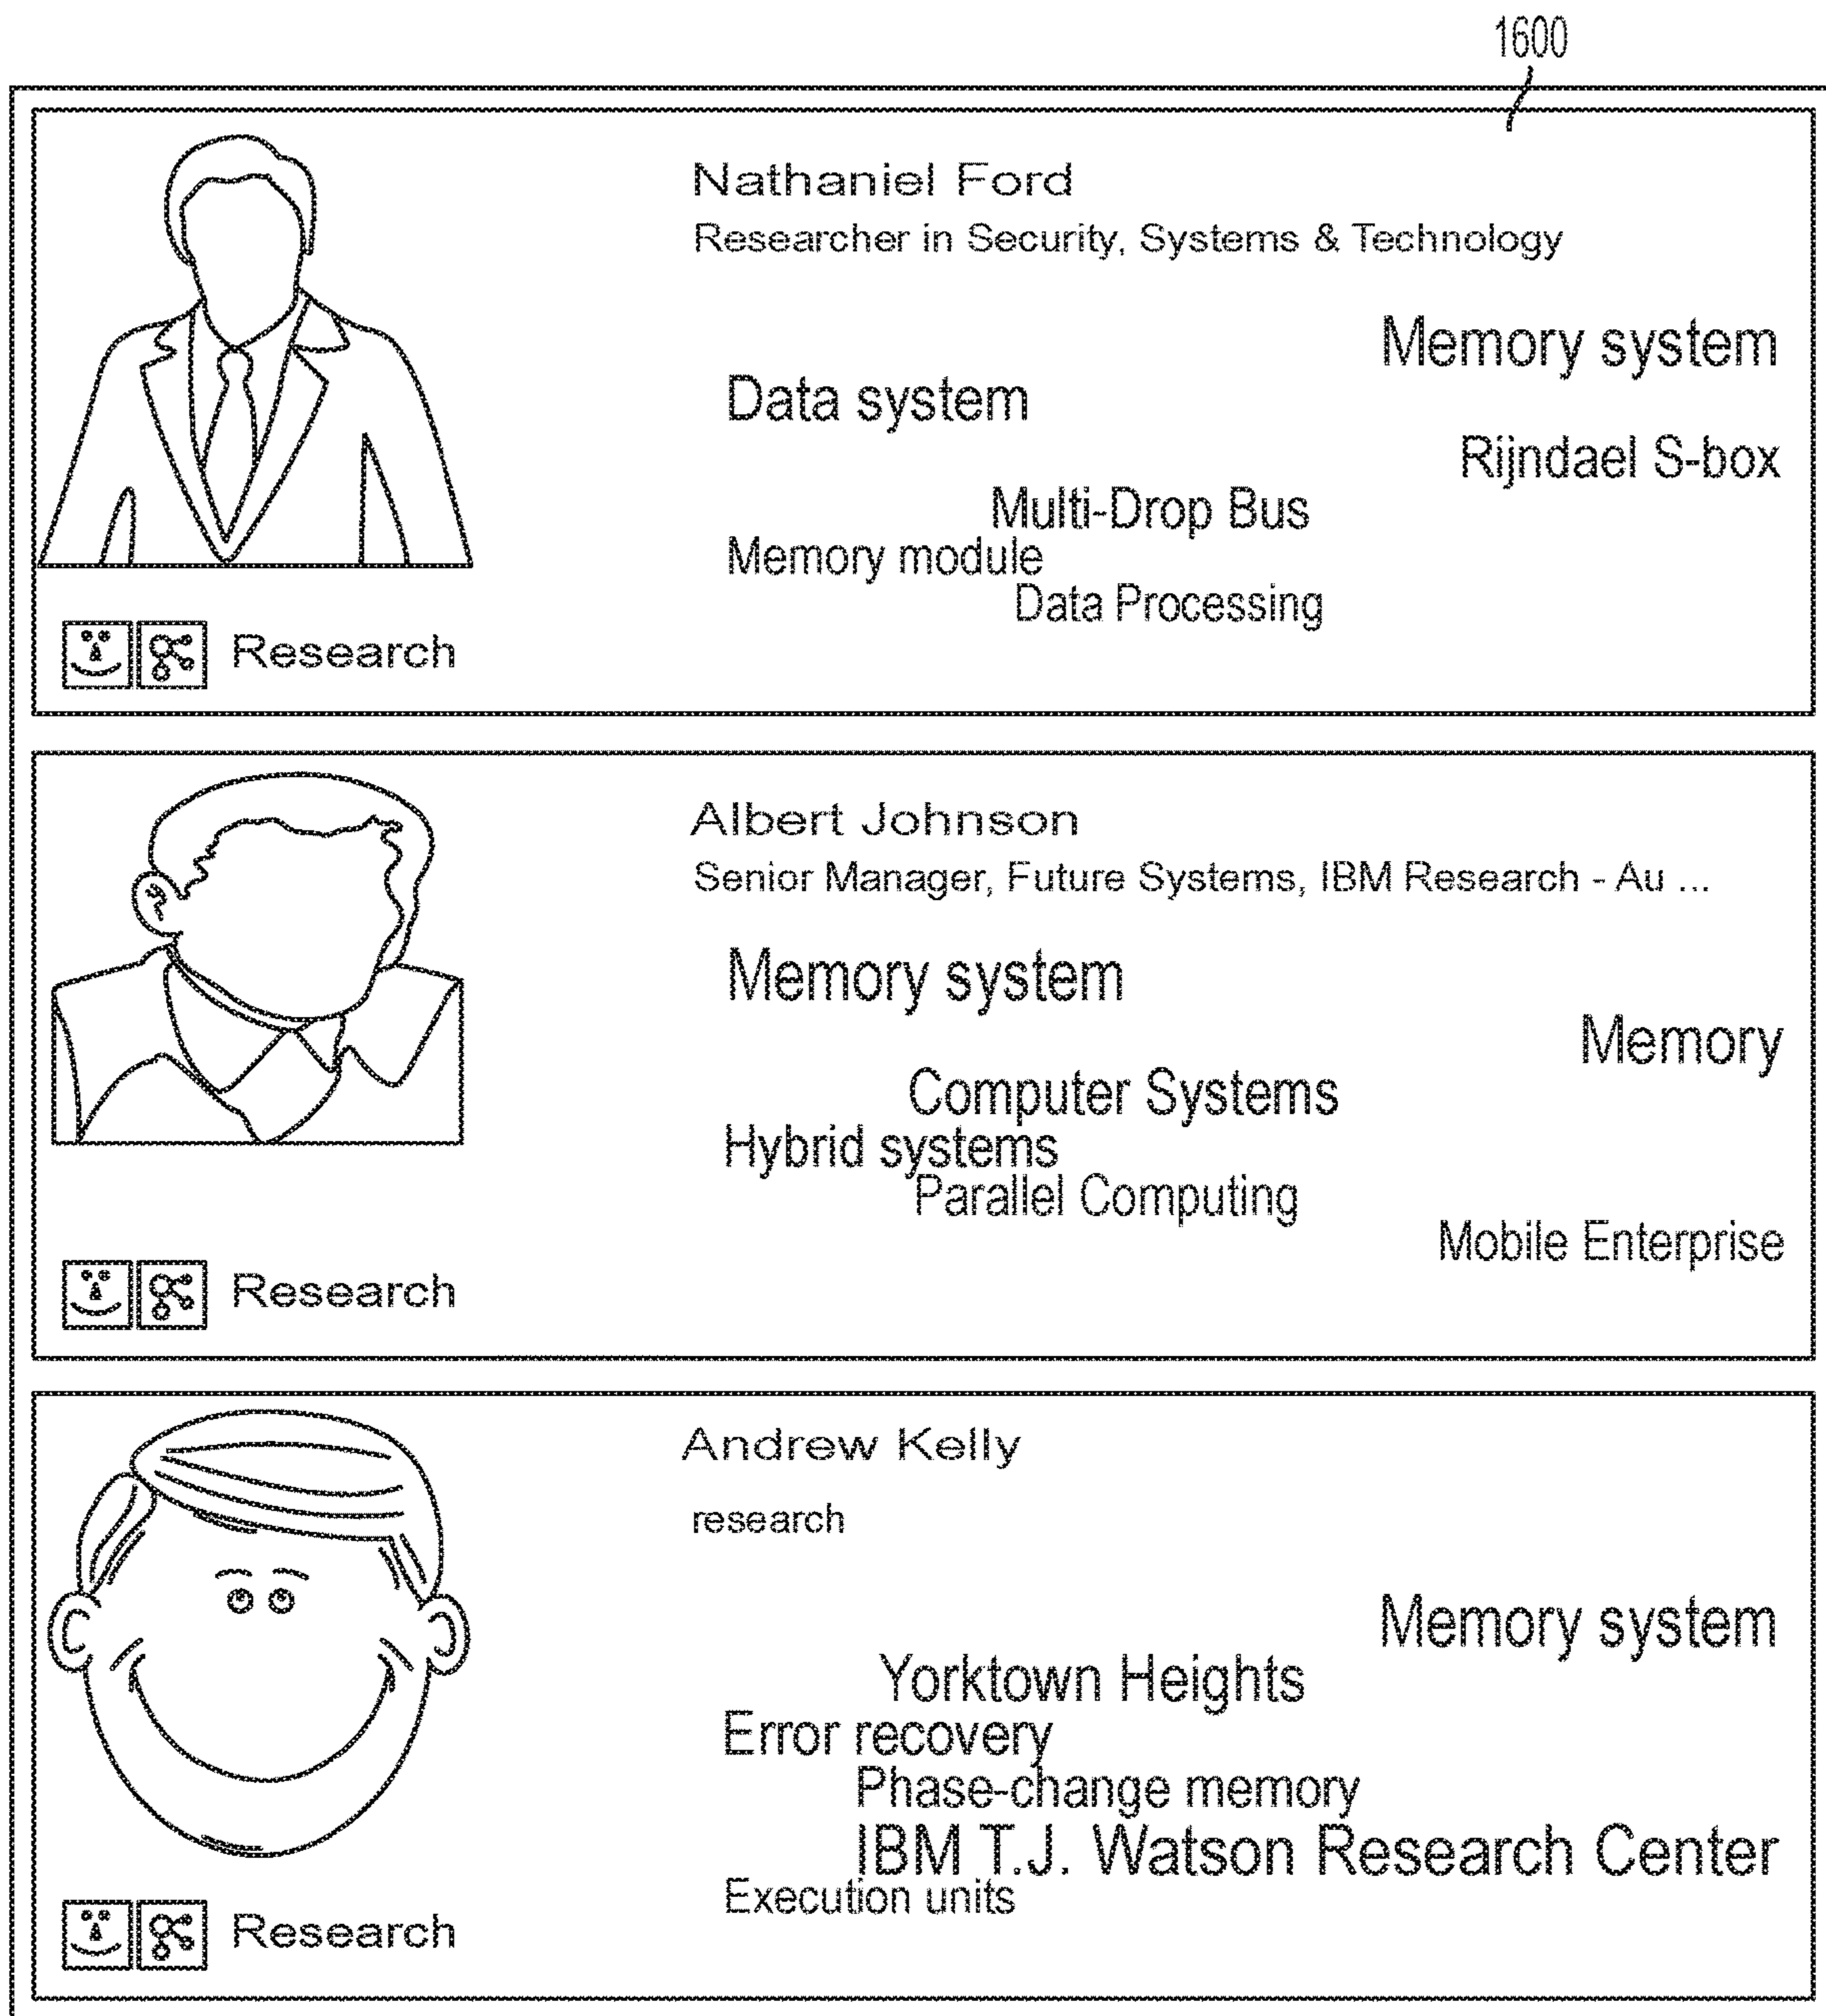 1600
Nathaniel Ford
Researcher in Security, Systems & Technology
Memory system
Data system
Rijndael S-box
Multi-Drop Bus
Memory module
Data Processing
Research
Albert Johnson
Senior Manager, Future Systems, IBM Research - Au ...
Memory system
Memory
Computer Systems
Hybrid systems
Parallel Computing
Mobile Enterprise
Research
Andrew Kelly
research
Memory system
Yorktown Heights
Error recovery
Phase-change memory
IBM T.J. Watson Research Center
Execution units
Research